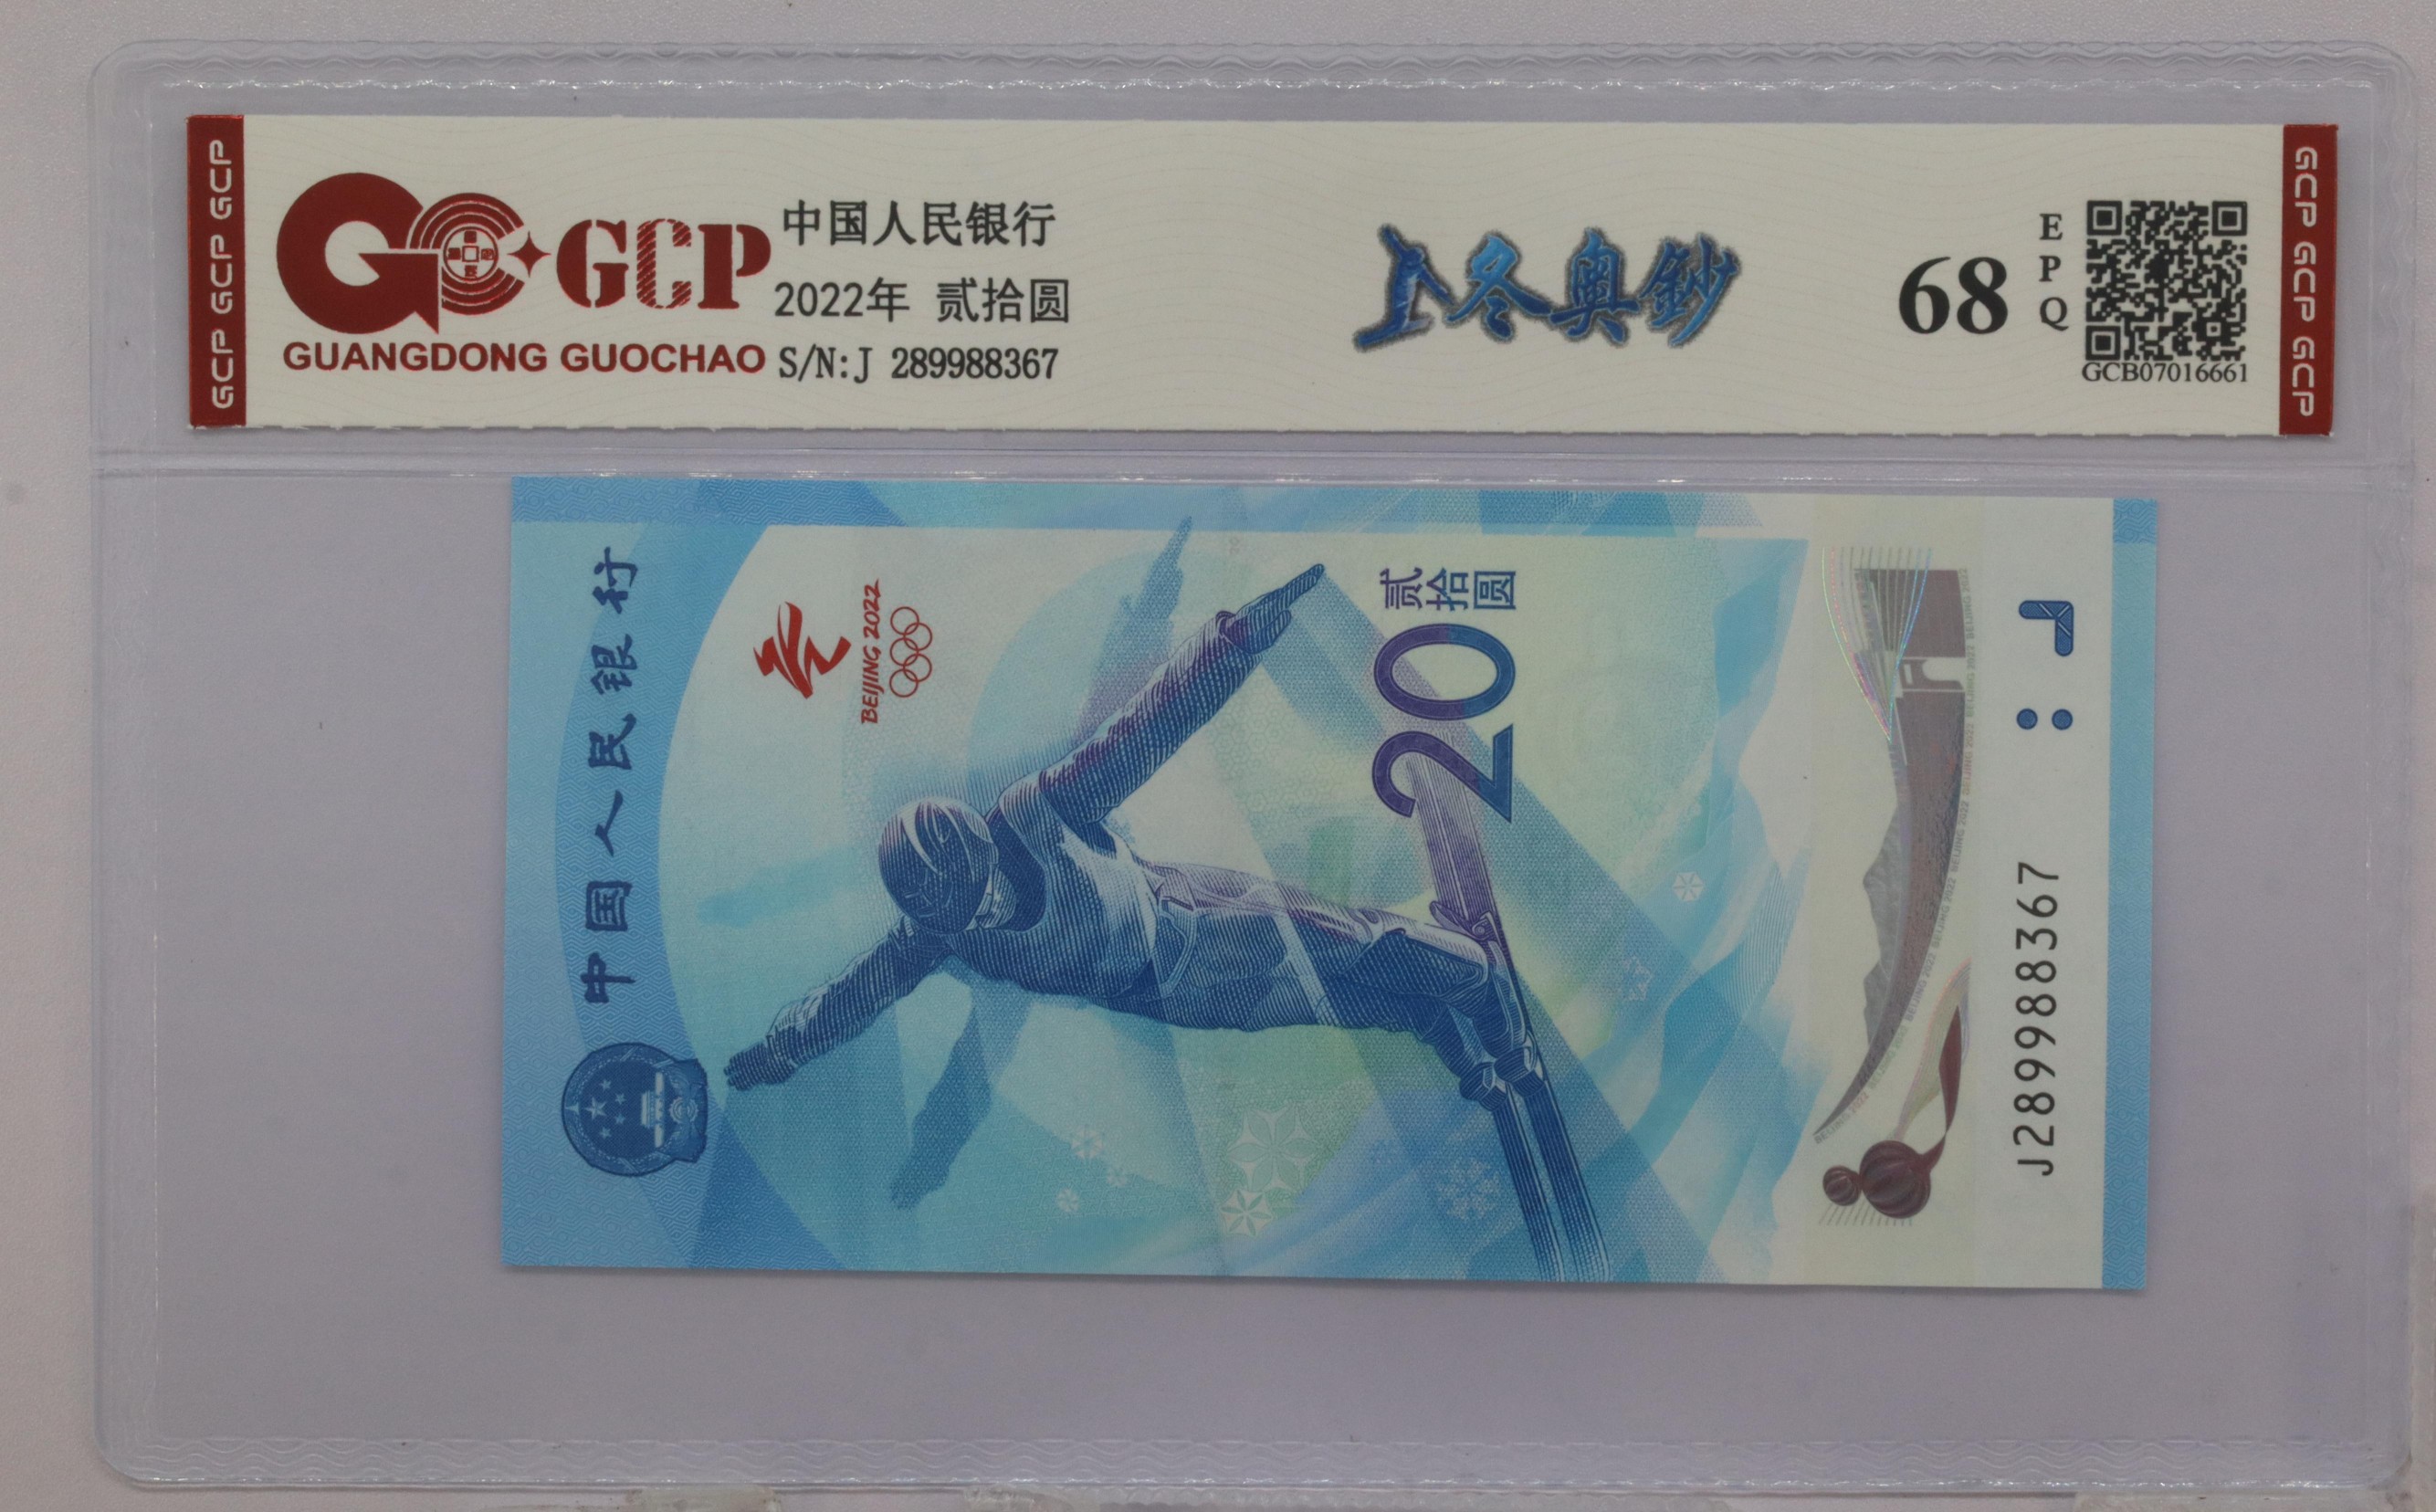 GCP GCP GCP
GCP
GUANGDONG GUOCHAO
中国人民银行
2022年 贰拾圆
S/N:J 289988367
上冬奥鈔
68
EPQ
GCB07016661
GCP GCP GCP
中国人民银行
BEIJING 2022
贰拾圆
20
J289988367